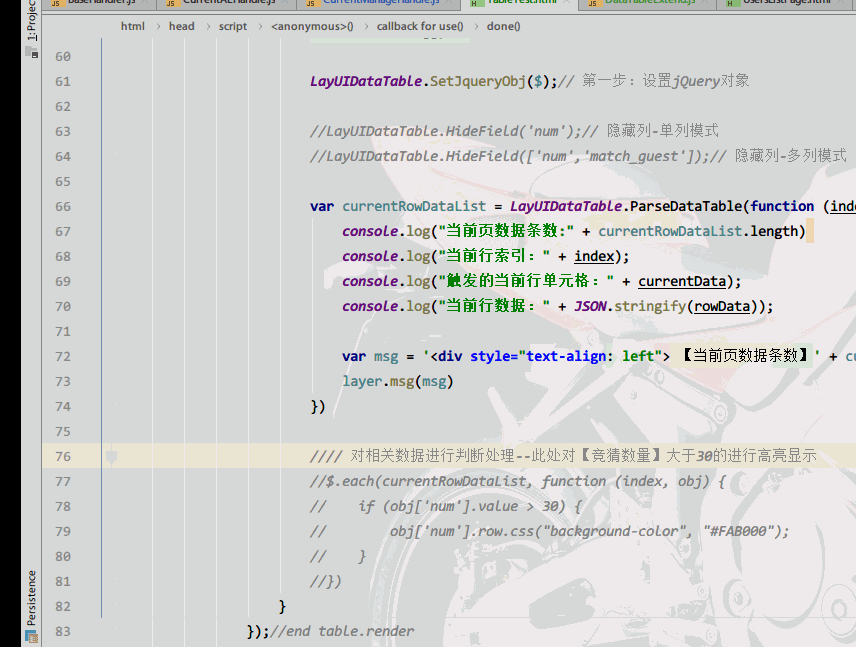 BaseHandler.js CurrentAEHandle.js CurrentManageHandle.js TableTest.html DataTableExtend.js UsersListPage.html
html head script <anonymous>() callback for use() done()
1: Project
60
61 LayUIDataTable.SetJqueryObj($);// 第一步：设置jQuery对象
62
63 //LayUIDataTable.HideField('num');// 隐藏列-单列模式
64 //LayUIDataTable.HideField(['num','match_guest']);// 隐藏列-多列模式
65
66 var currentRowDataList = LayUIDataTable.ParseDataTable(function (inde
67 console.log("当前页数据条数:" + currentRowDataList.length)
68 console.log("当前行索引：" + index);
69 console.log("触发的当前行单元格：" + currentData);
70 console.log("当前行数据：" + JSON.stringify(rowData));
71
72 var msg = '<div style="text-align: left"> 【当前页数据条数】' + cu
73 layer.msg(msg)
74 })
75
76 //// 对相关数据进行判断处理--此处对【竞猜数量】大于30的进行高亮显示
77 //$.each(currentRowDataList, function (index, obj) {
78 // if (obj['num'].value > 30) {
79 // obj['num'].row.css("background-color", "#FAB000");
80 // }
81 //})
82 }
83 });//end table.render
Persistence